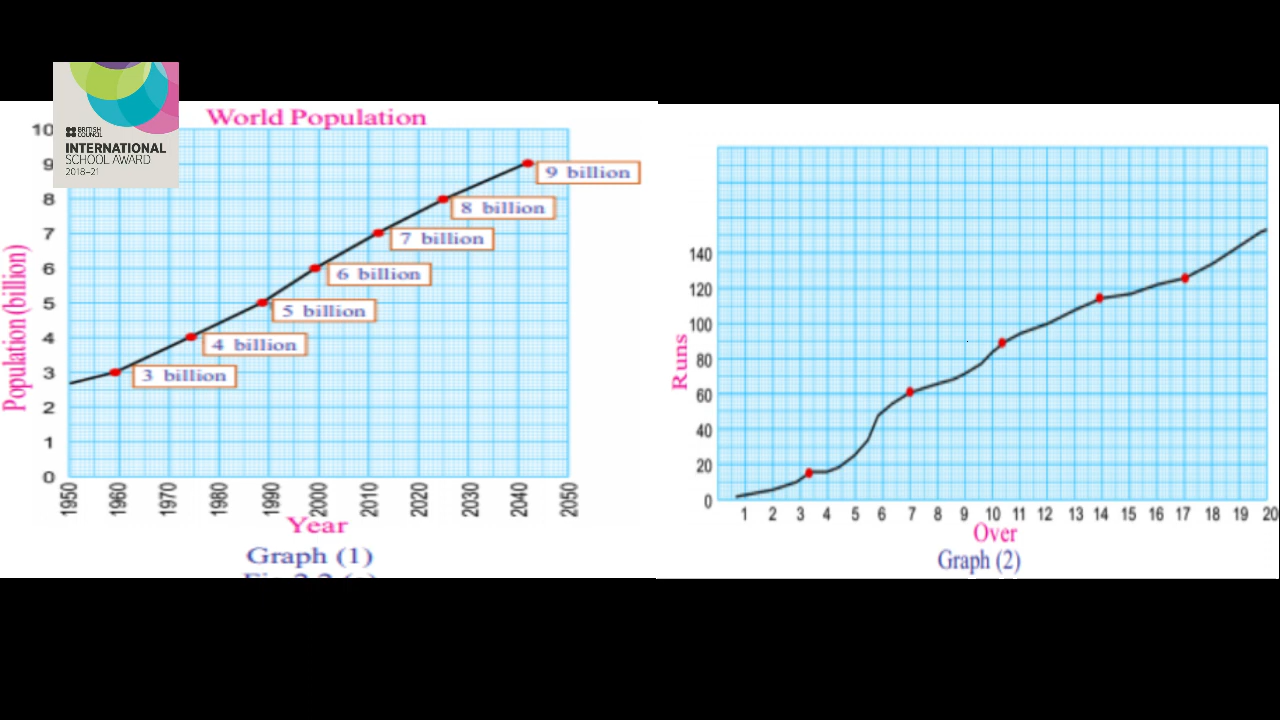 BRITISH
COUNCIL
INTERNATIONAL
SCHOOL AWARD
2018–21
World Population
10
9
8
7
6
5
4
3
2
1
0
Population (billion)
9 billion
8 billion
7 billion
6 billion
5 billion
4 billion
3 billion
1950 1960 1970 1980 1990 2000 2010 2020 2030 2040 2050
Year
Graph (1)
140
120
100
80
60
40
20
0
Runs
1 2 3 4 5 6 7 8 9 10 11 12 13 14 15 16 17 18 19 20
Over
Graph (2)